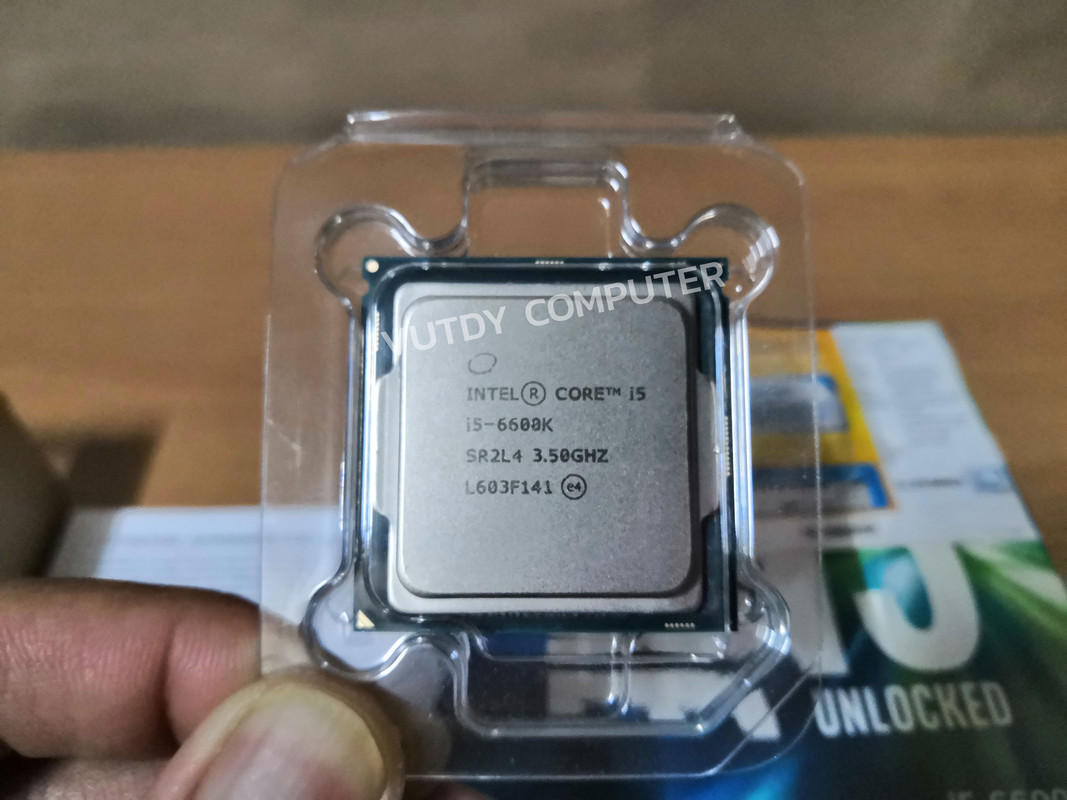 VUTDY COMPUTER
INTEL® CORE™ i5
i5-6600K
SR2L4 3.50GHZ
L603F141 e4
UNLOCKED